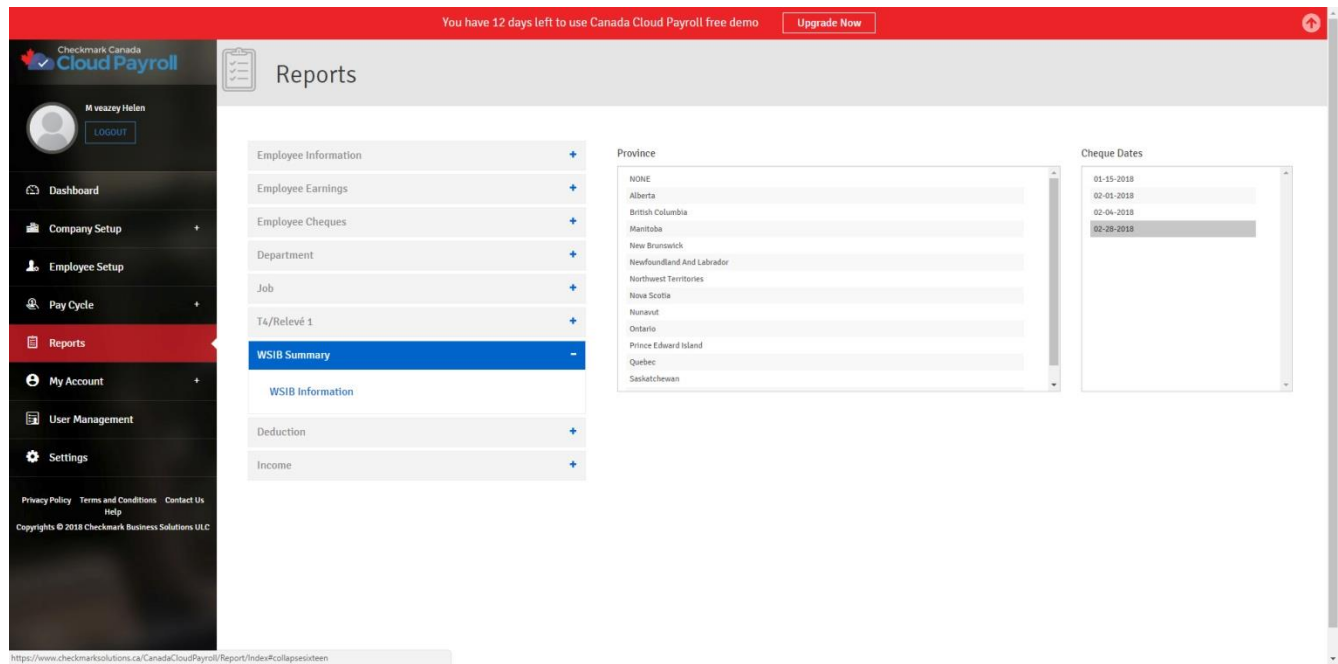 You have 12 days left to use Canada Cloud Payroll free demo Upgrade Now
Checkmark Canada
Cloud Payroll
M veazey Helen
LOGOUT
Dashboard
Company Setup +
Employee Setup
Pay Cycle +
Reports
My Account +
User Management
Settings
Privacy Policy Terms and Conditions Contact Us
Help
Copyrights © 2018 Checkmark Business Solutions ULC
Reports
Employee Information +
Employee Earnings +
Employee Cheques +
Department +
Job +
T4/Relevé 1 +
WSIB Summary -
WSIB Information
Deduction +
Income +
Province
NONE
Alberta
British Columbia
Manitoba
New Brunswick
Newfoundland And Labrador
Northwest Territories
Nova Scotia
Nunavut
Ontario
Prince Edward Island
Quebec
Saskatchewan
Cheque Dates
01-15-2018
02-01-2018
02-04-2018
02-28-2018
https://www.checkmarksolutions.ca/CanadaCloudPayroll/Report/Index#collapsesixteen